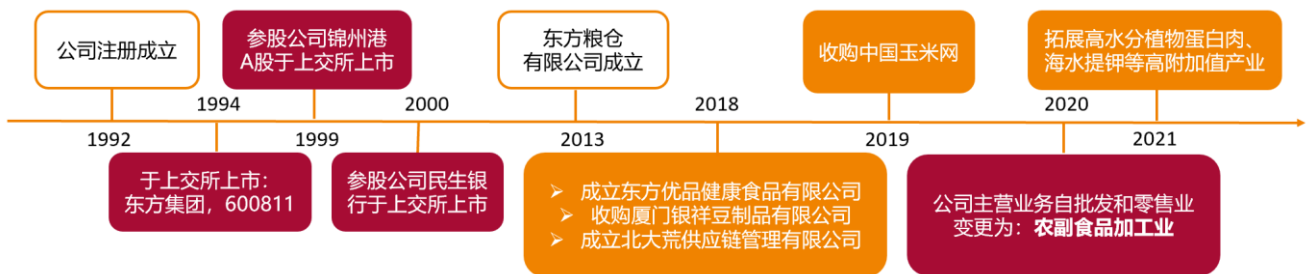 公司注册成立
参股公司锦州港
A股于上交所上市
东方粮仓
有限公司成立
收购中国玉米网
拓展高水分植物蛋白肉、
海水提钾等高附加值产业
1994
2000
2018
2020
1992
1999
2013
2019
2021
于上交所上市：
东方集团，600811
参股公司民生银
行于上交所上市
➢ 成立东方优品健康食品有限公司
➢ 收购厦门银祥豆制品有限公司
➢ 成立北大荒供应链管理有限公司
公司主营业务自批发和零售业
变更为：农副食品加工业